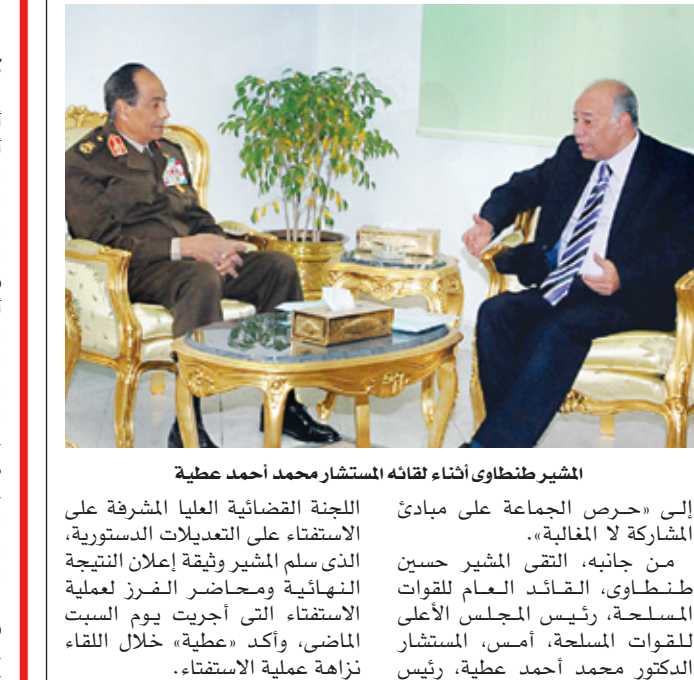 المشير طنطاوى أثناء لقائه المستشار محمد أحمد عطية
إلى «حرص الجماعة على مبادئ
المشاركة لا المغالبة».
من جانبه، التقى المشير حسين
طنطاوى، القائد العام للقوات
المسلحة، رئيس المجلس الأعلى
للقوات المسلحة، أمس، المستشار
الدكتور محمد أحمد عطية، رئيس
اللجنة القضائية العليا المشرفة على
الاستفتاء على التعديلات الدستورية،
الذى سلم المشير وثيقة إعلان النتيجة
النهائية ومحاضر الفرز لعملية
الاستفتاء التى أجريت يوم السبت
الماضى، وأكد «عطية» خلال اللقاء
نزاهة عملية الاستفتاء.